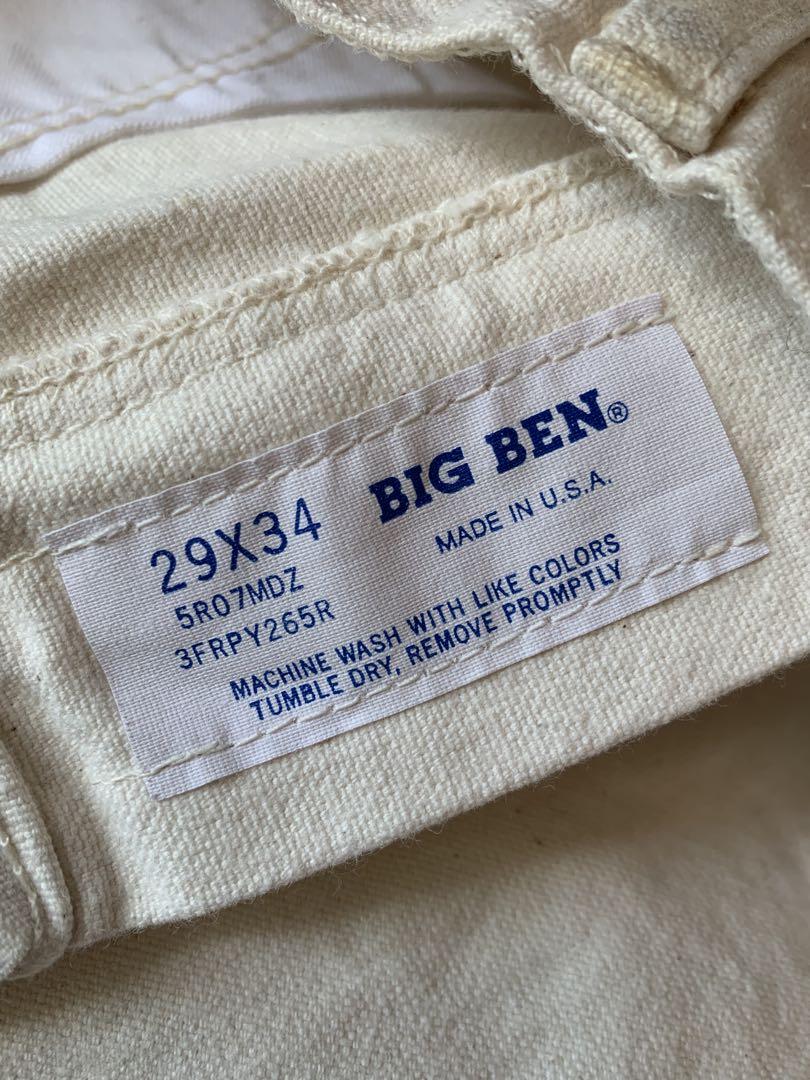 BIG BEN®
MADE IN U.S.A.
29X34
5R07MDZ
3FRPY265R
MACHINE WASH WITH LIKE COLORS
TUMBLE DRY, REMOVE PROMPTLY